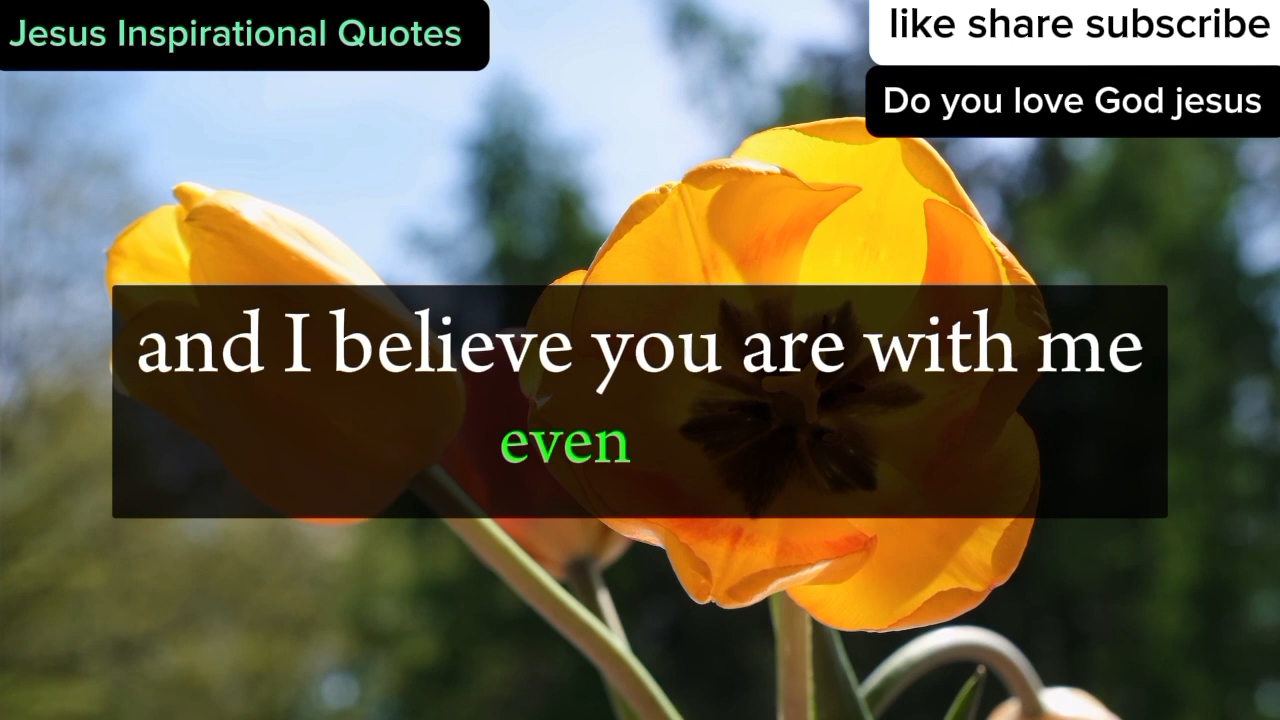 Jesus Inspirational Quotes
like share subscribe
Do you love God jesus
and I believe you are with me
even